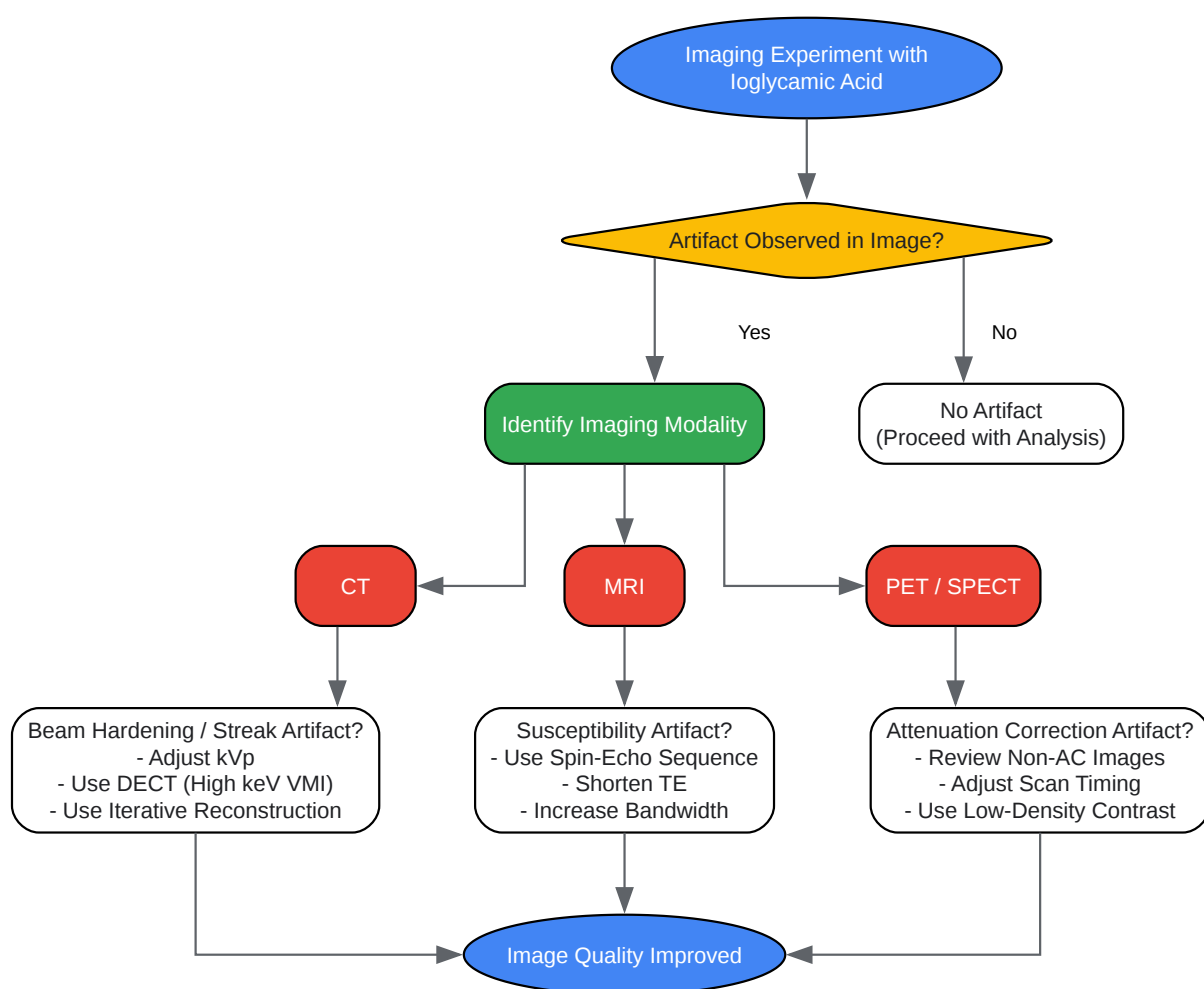 Imaging Experiment with
Ioglycamic Acid
Artifact Observed in Image?
Yes
No
Identify Imaging Modality
No Artifact
(Proceed with Analysis)
CT
MRI
PET / SPECT
Beam Hardening / Streak Artifact?
- Adjust kVp
- Use DECT (High keV VMI)
- Use Iterative Reconstruction
Susceptibility Artifact?
- Use Spin-Echo Sequence
- Shorten TE
- Increase Bandwidth
Attenuation Correction Artifact?
- Review Non-AC Images
- Adjust Scan Timing
- Use Low-Density Contrast
Image Quality Improved